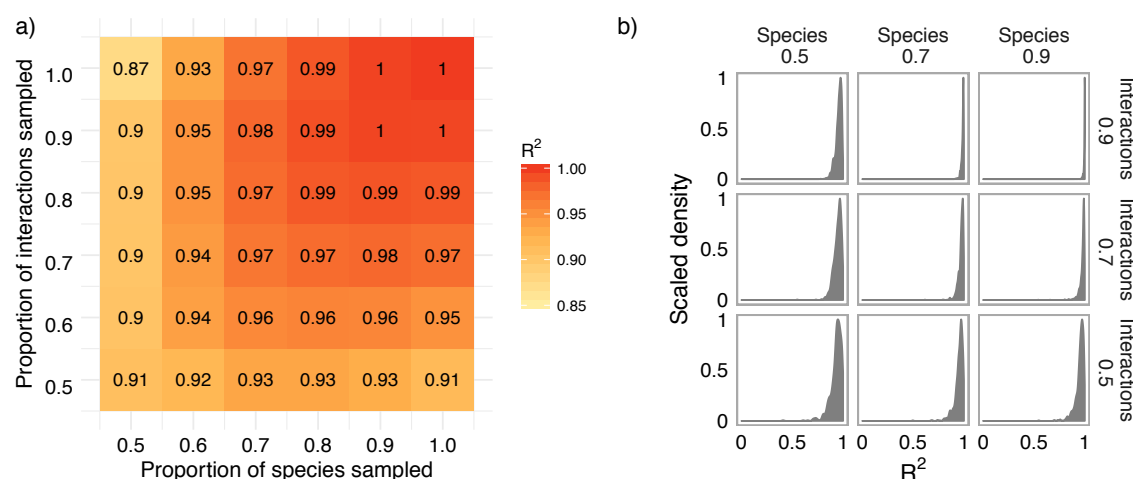 a)
Proportion of interactions sampled
1.0 0.87 0.93 0.97 0.99 1 1
0.9 0.9 0.95 0.98 0.99 1 1
0.8 0.9 0.95 0.97 0.99 0.99 0.99
0.7 0.9 0.94 0.97 0.97 0.98 0.97
0.6 0.9 0.94 0.96 0.96 0.96 0.95
0.5 0.91 0.92 0.93 0.93 0.93 0.91
0.5 0.6 0.7 0.8 0.9 1.0
Proportion of species sampled
R²
1.00
0.95
0.90
0.85
b)
Species 0.5
Species 0.7
Species 0.9
Scaled density
1
0.5
0
Interactions 0.9
1
0.5
0
Interactions 0.7
1
0.5
0
Interactions 0.5
0 0.5 1 0 0.5 1 0 0.5 1
R²